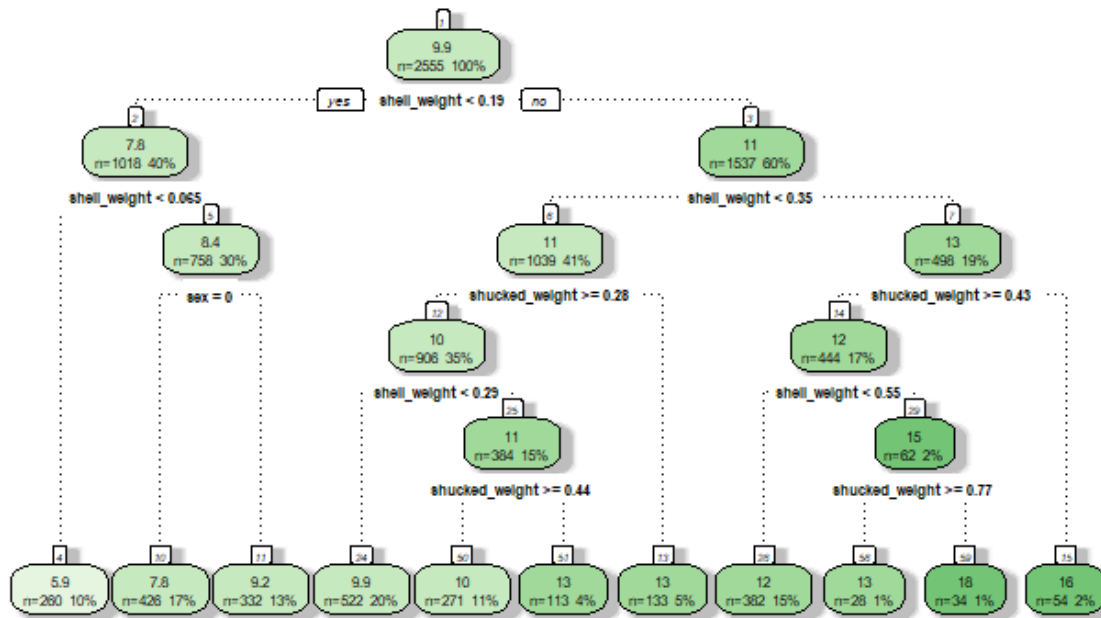 1
9.9
n=2555 100%
yes shell_weight < 0.19 no
2
7.8
n=1018 40%
3
11
n=1537 60%
shell_weight < 0.065
shell_weight < 0.35
5
8.4
n=758 30%
6
11
n=1039 41%
7
13
n=498 19%
sex = 0
shucked_weight >= 0.28
shucked_weight >= 0.43
12
10
n=906 35%
14
12
n=444 17%
shell_weight < 0.29
shell_weight < 0.55
25
11
n=384 15%
29
15
n=62 2%
shucked_weight >= 0.44
shucked_weight >= 0.77
4
5.9
n=260 10%
10
7.8
n=426 17%
11
9.2
n=332 13%
24
9.9
n=522 20%
50
10
n=271 11%
51
13
n=113 4%
13
13
n=133 5%
28
12
n=382 15%
58
13
n=28 1%
59
18
n=34 1%
15
16
n=54 2%